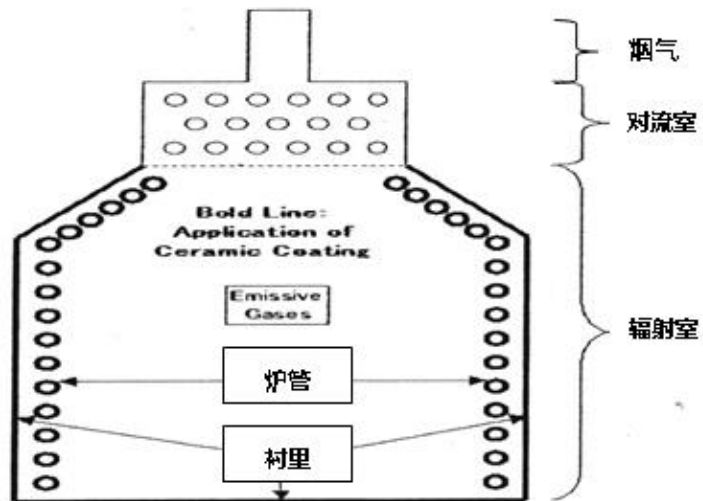 烟气
对流室
Bold Line:
Application of
Ceramic Coating
Emissive
Gases
辐射室
炉管
衬里